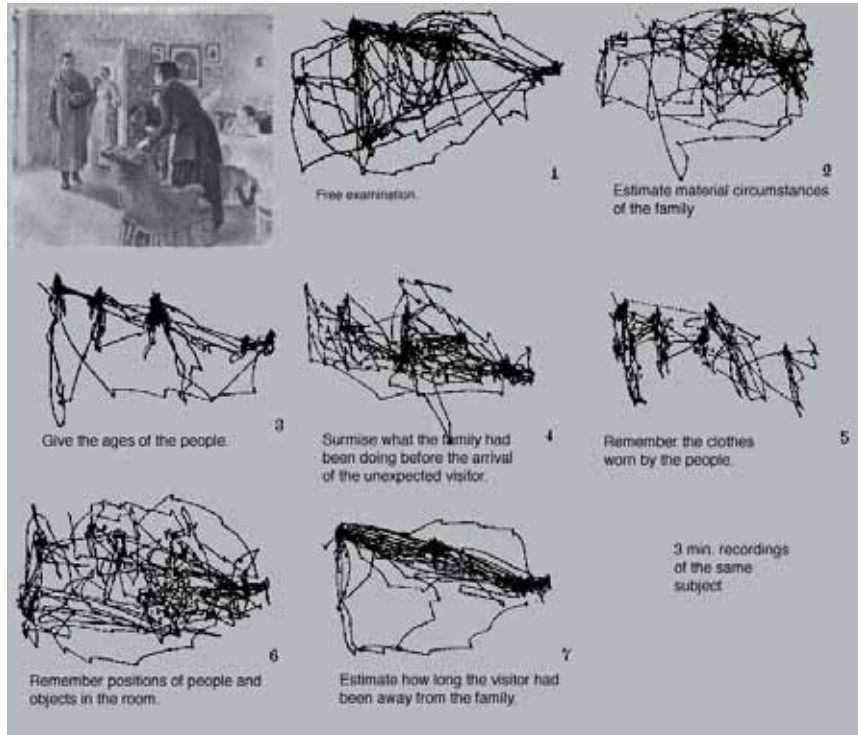 1
Free examination.
2
Estimate material circumstances
of the family
3
Give the ages of the people.
4
Surmise what the family had
been doing before the arrival
of the unexpected visitor.
5
Remember the clothes
worn by the people.
6
Remember positions of people and
objects in the room.
7
Estimate how long the visitor had
been away from the family.
3 min. recordings
of the same
subject